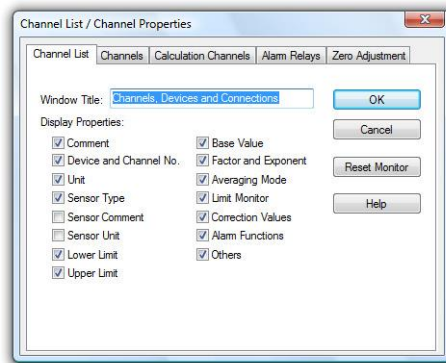 Channel List / Channel Properties
Channel List Channels Calculation Channels Alarm Relays Zero Adjustment
Window Title: Channels, Devices and Connections
Display Properties:
Comment
Device and Channel No.
Unit
Sensor Type
Sensor Comment
Sensor Unit
Lower Limit
Upper Limit
Base Value
Factor and Exponent
Averaging Mode
Limit Monitor
Correction Values
Alarm Functions
Others
OK
Cancel
Reset Monitor
Help